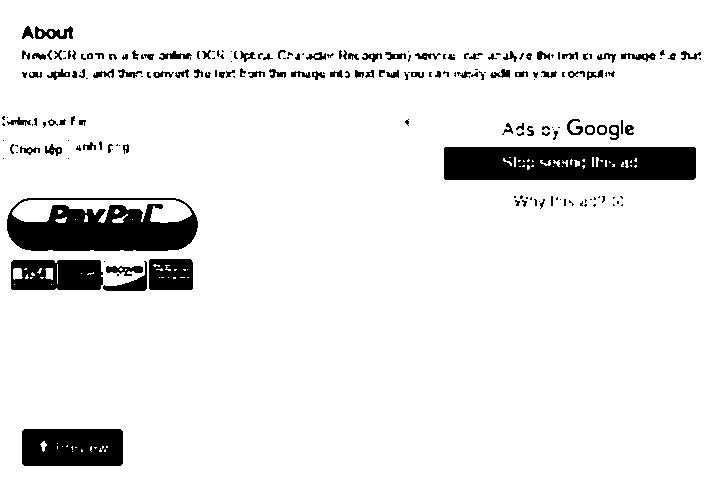 About
NewOCR.com is a free online OCR (Optical Character Recognition) service, can analyze the text in any image file that
you upload, and then convert the text from the image into text that you can easily edit on your computer
Select your file
Chọn tệp anh1.png
Ads by Google
Stop seeing this ad
Why this ad?
PayPal
DISCOVER
Preview